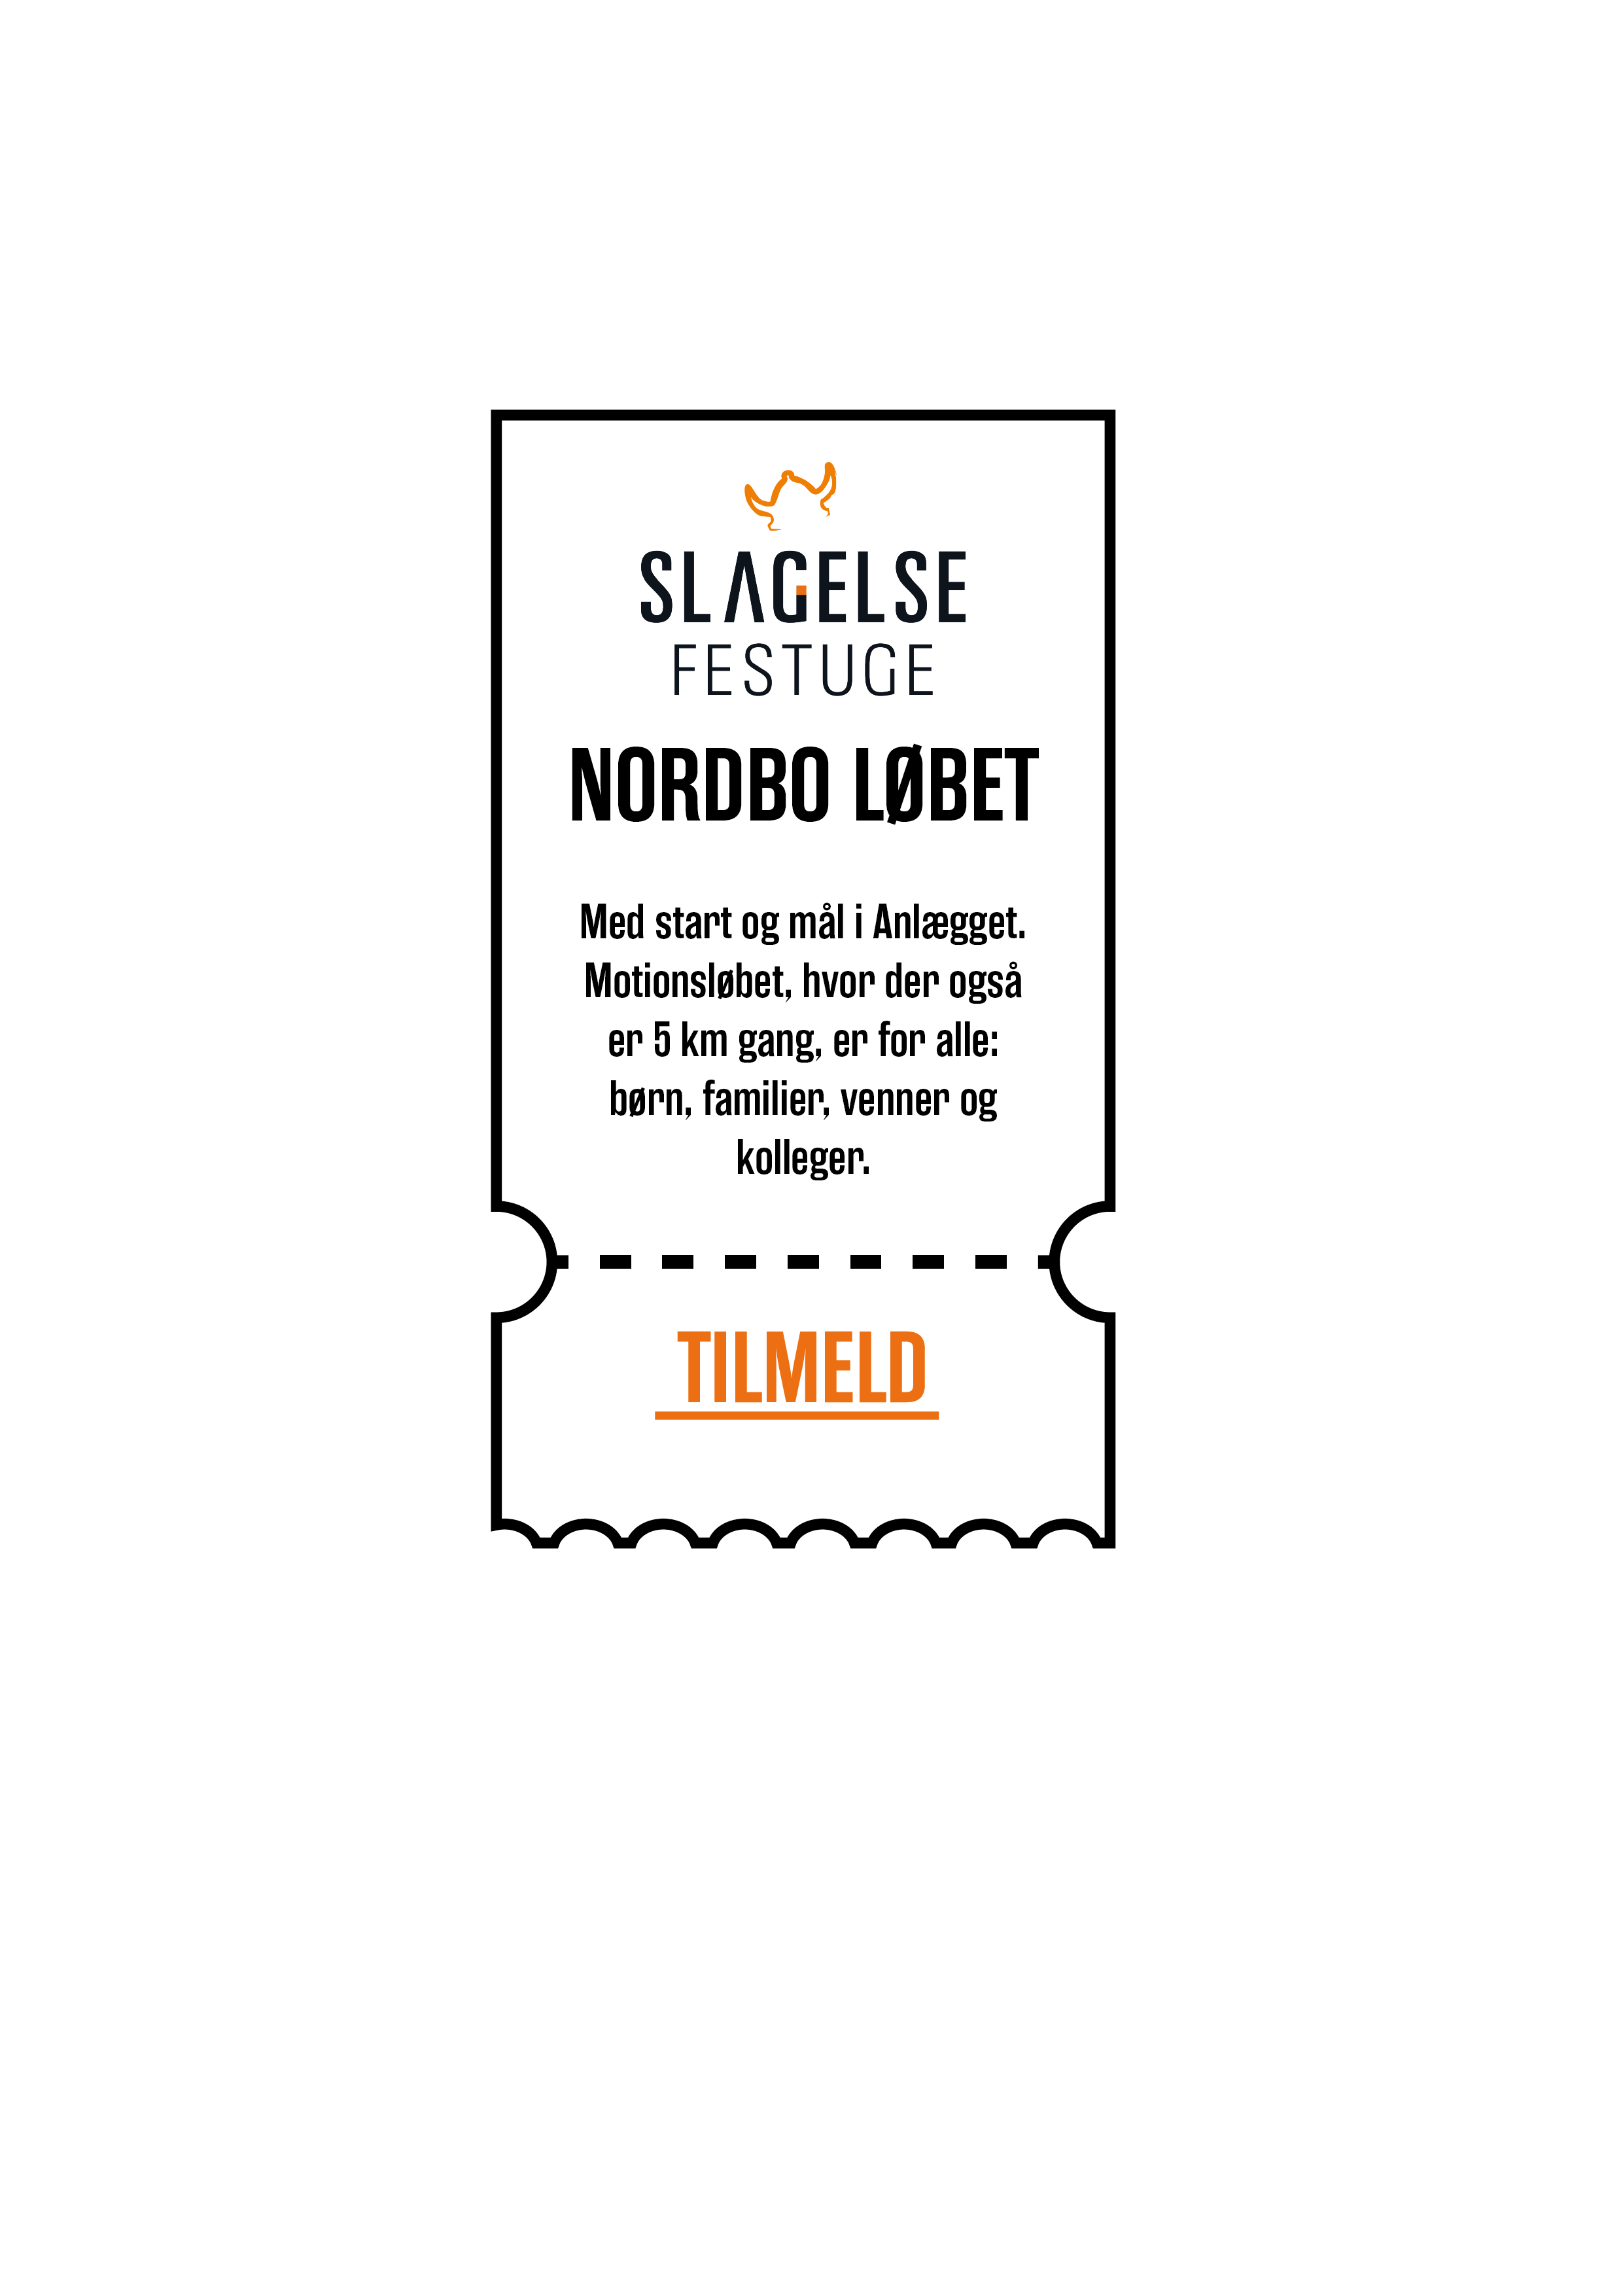 SLAGELSE
FESTUGE
NORDBO LØBET
Med start og mål i Anlægget.
Motionsløbet, hvor der også
er 5 km gang, er for alle:
børn, familier, venner og
kolleger.
TILMELD